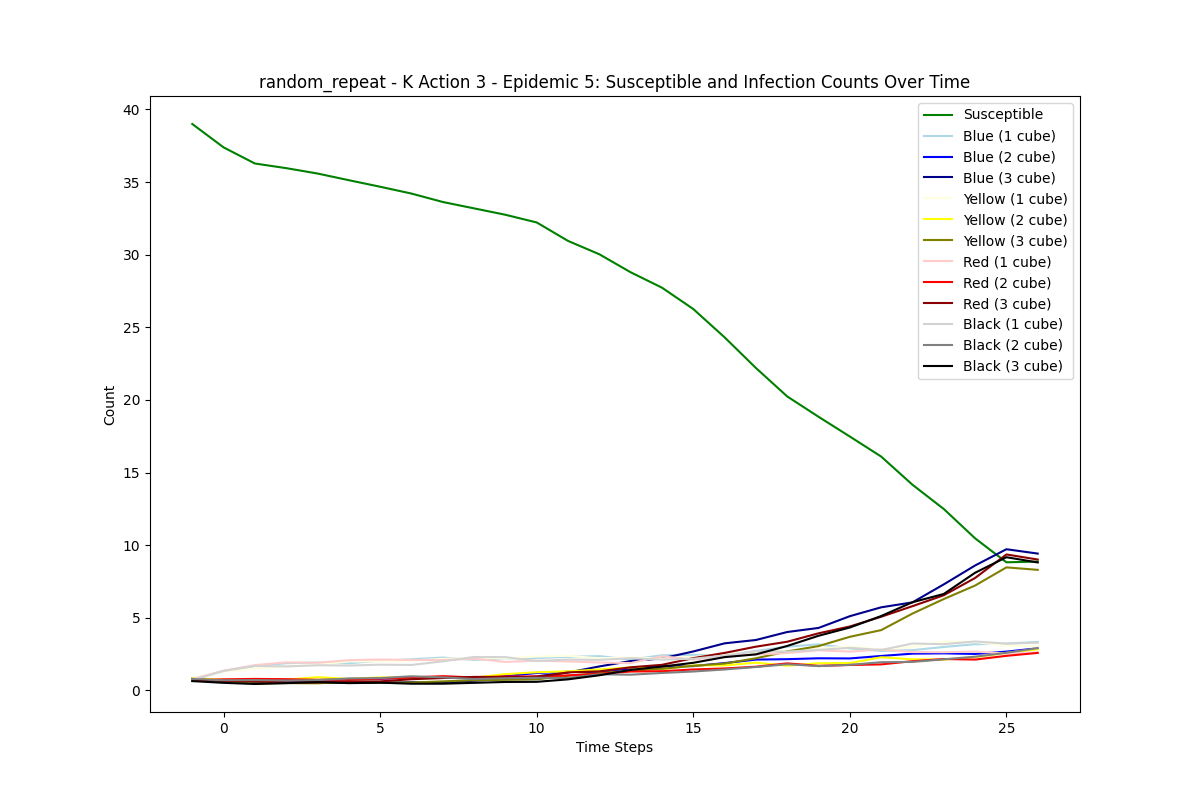 random_repeat - K Action 3 - Epidemic 5: Susceptible and Infection Counts Over Time
40
35
30
25
20
15
10
5
0
Count
0 5 10 15 20 25
Time Steps
Susceptible
Blue (1 cube)
Blue (2 cube)
Blue (3 cube)
Yellow (1 cube)
Yellow (2 cube)
Yellow (3 cube)
Red (1 cube)
Red (2 cube)
Red (3 cube)
Black (1 cube)
Black (2 cube)
Black (3 cube)